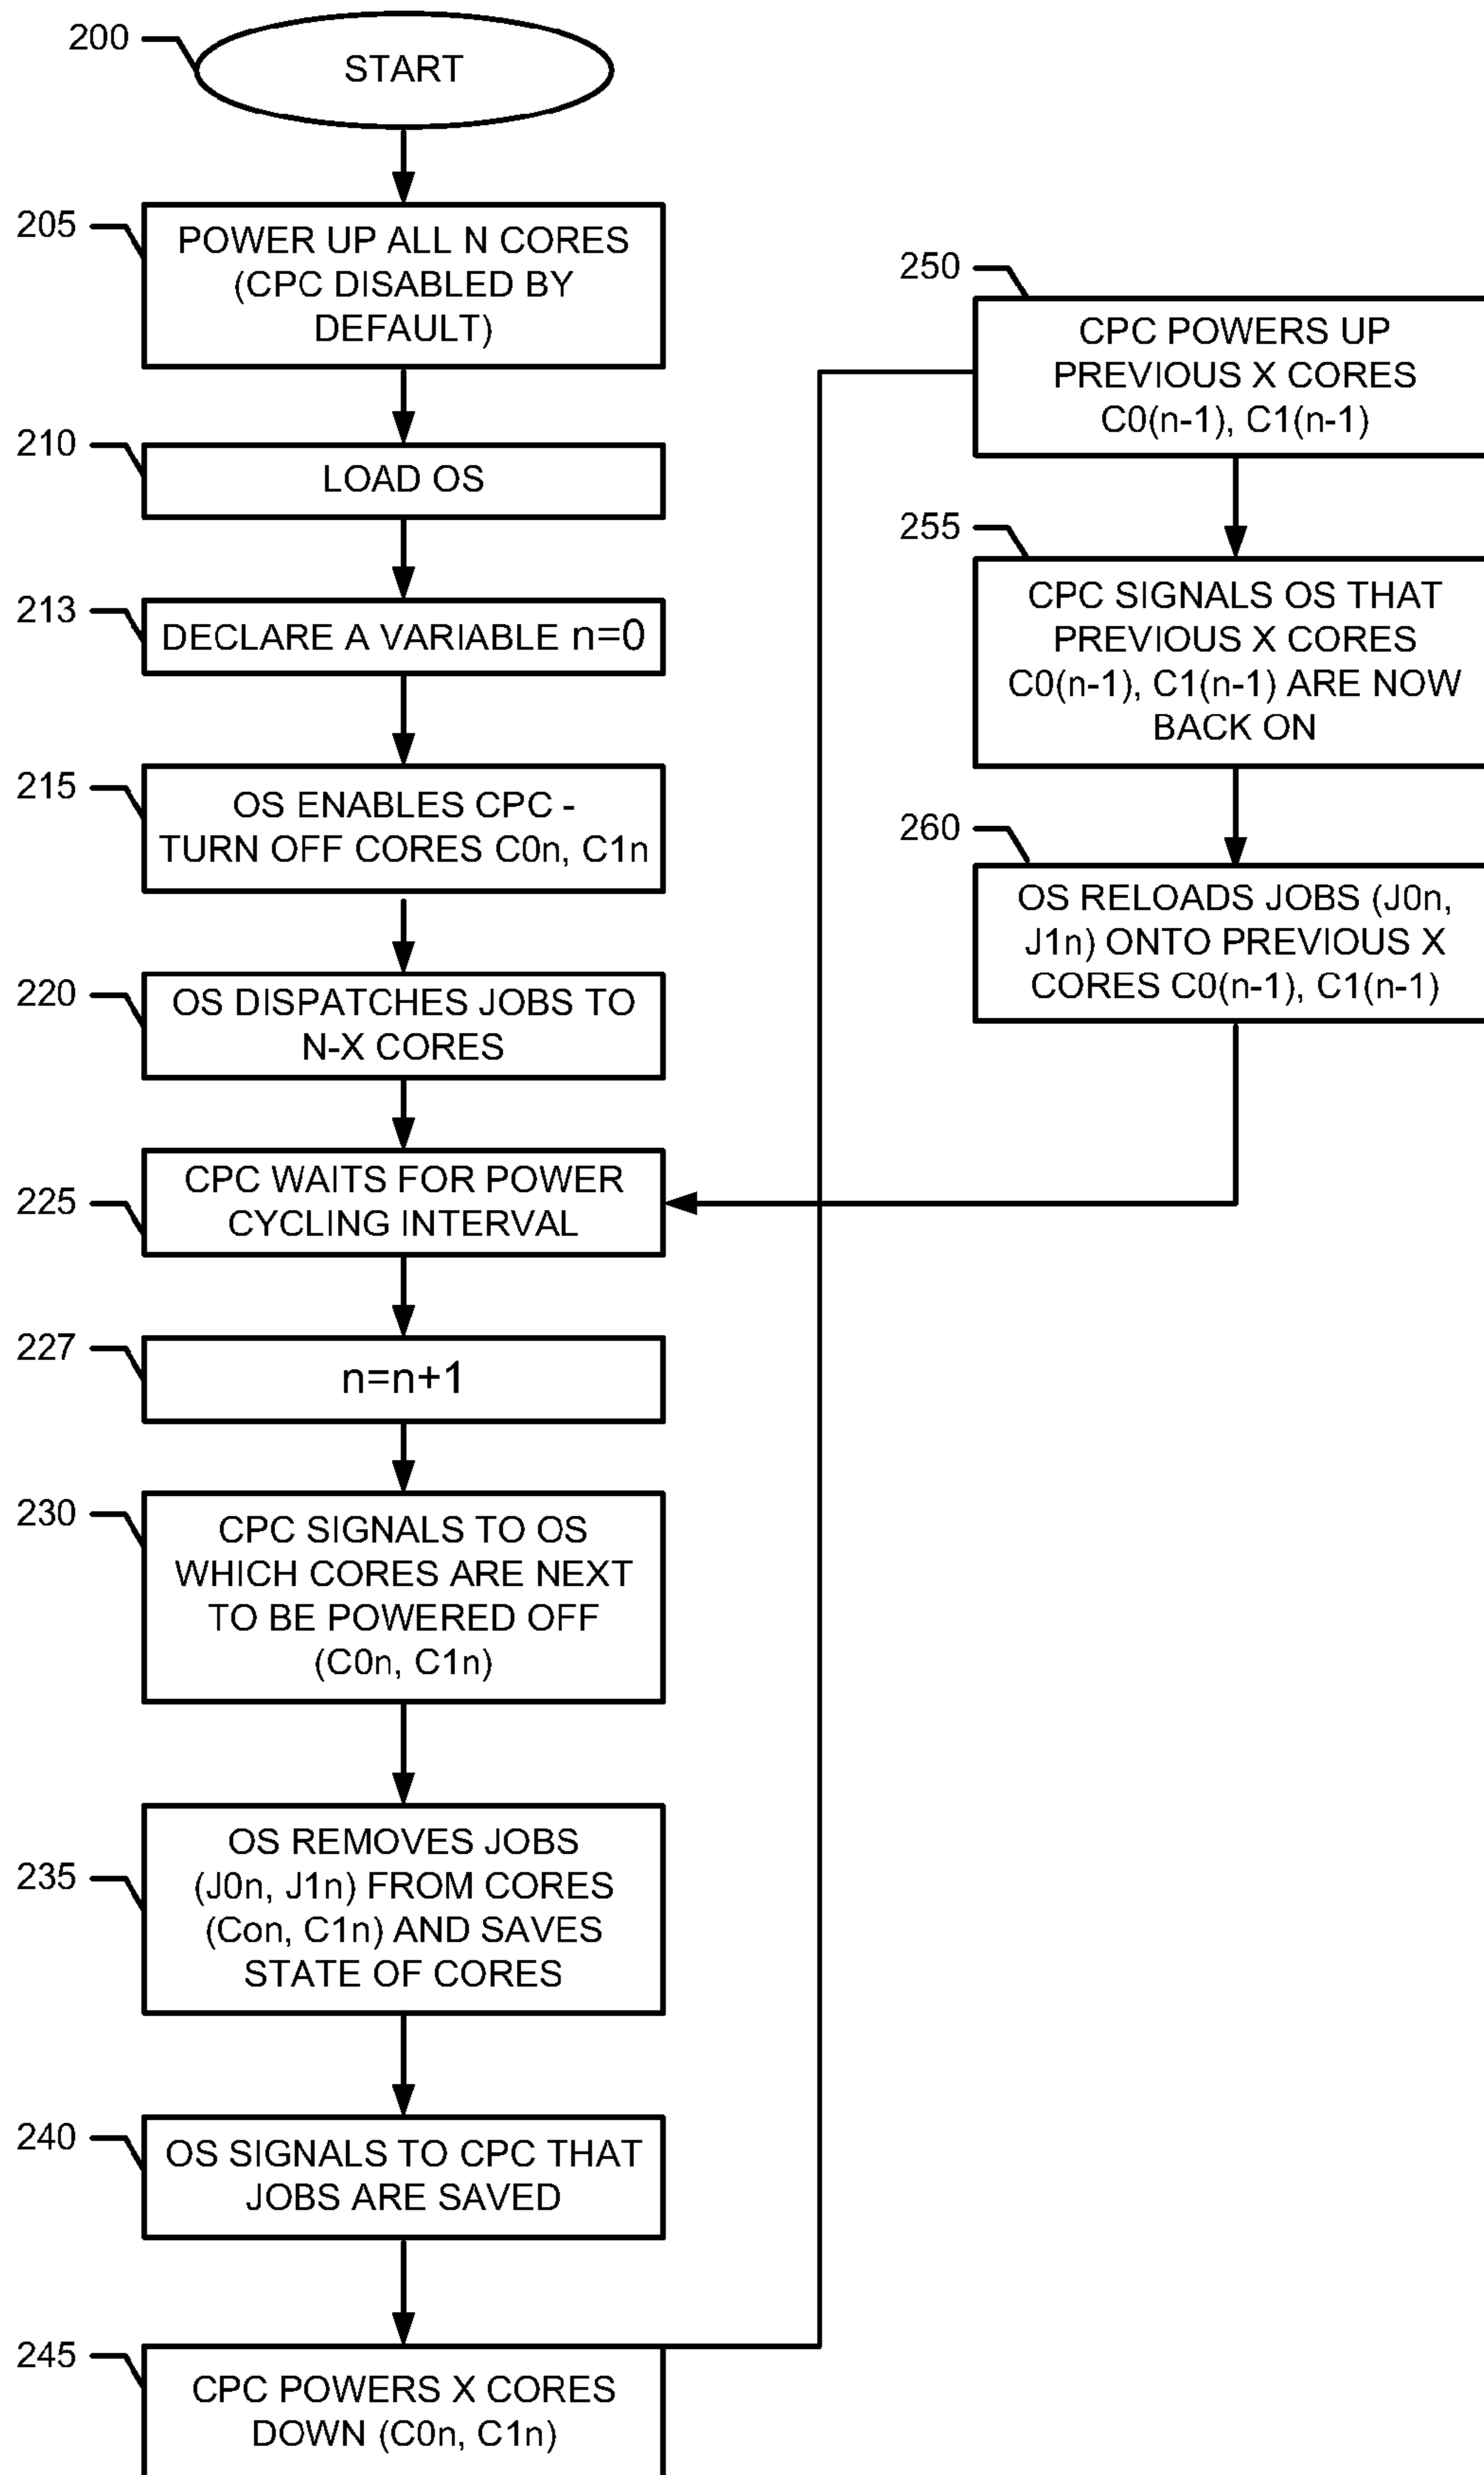 200
START
205
POWER UP ALL N CORES
(CPC DISABLED BY
DEFAULT)
210
LOAD OS
213
DECLARE A VARIABLE n=0
215
OS ENABLES CPC -
TURN OFF CORES C0n, C1n
220
OS DISPATCHES JOBS TO
N-X CORES
225
CPC WAITS FOR POWER
CYCLING INTERVAL
227
n=n+1
230
CPC SIGNALS TO OS
WHICH CORES ARE NEXT
TO BE POWERED OFF
(C0n, C1n)
235
OS REMOVES JOBS
(J0n, J1n) FROM CORES
(Con, C1n) AND SAVES
STATE OF CORES
240
OS SIGNALS TO CPC THAT
JOBS ARE SAVED
245
CPC POWERS X CORES
DOWN (C0n, C1n)
250
CPC POWERS UP
PREVIOUS X CORES
C0(n-1), C1(n-1)
255
CPC SIGNALS OS THAT
PREVIOUS X CORES
C0(n-1), C1(n-1) ARE NOW
BACK ON
260
OS RELOADS JOBS (J0n,
J1n) ONTO PREVIOUS X
CORES C0(n-1), C1(n-1)